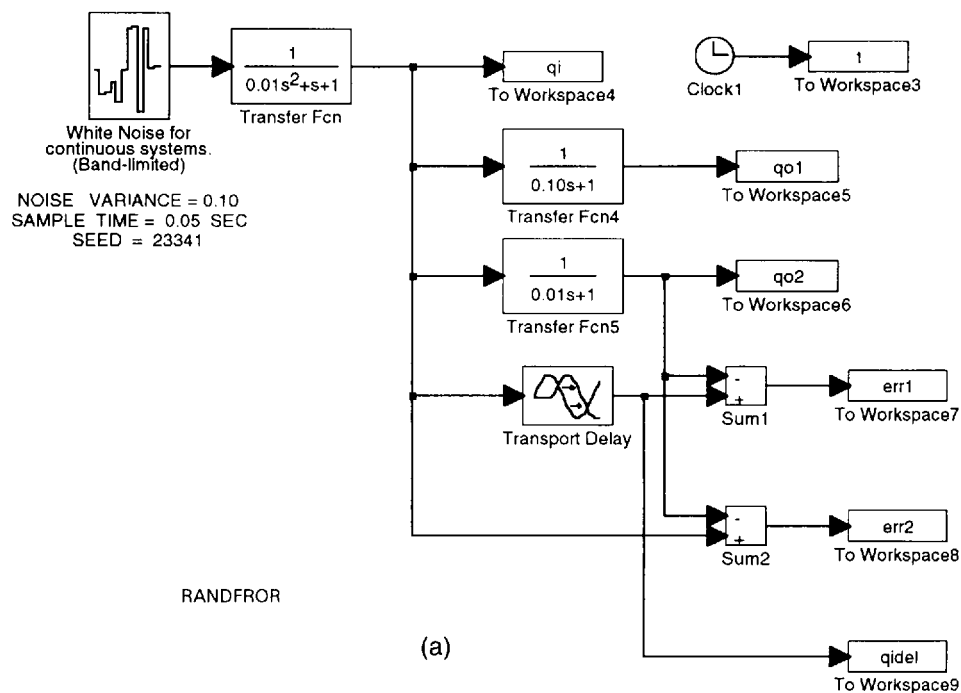 1
0.01s²+s+1
Transfer Fcn
White Noise for
continuous systems.
(Band-limited)
NOISE VARIANCE = 0.10
SAMPLE TIME = 0.05 SEC
SEED = 23341
qi
To Workspace4
Clock1
t
To Workspace3
1
0.10s+1
Transfer Fcn4
qo1
To Workspace5
1
0.01s+1
Transfer Fcn5
qo2
To Workspace6
Transport Delay
-
+
Sum1
err1
To Workspace7
-
+
Sum2
err2
To Workspace8
RANDFROR
(a)
qidel
To Workspace9